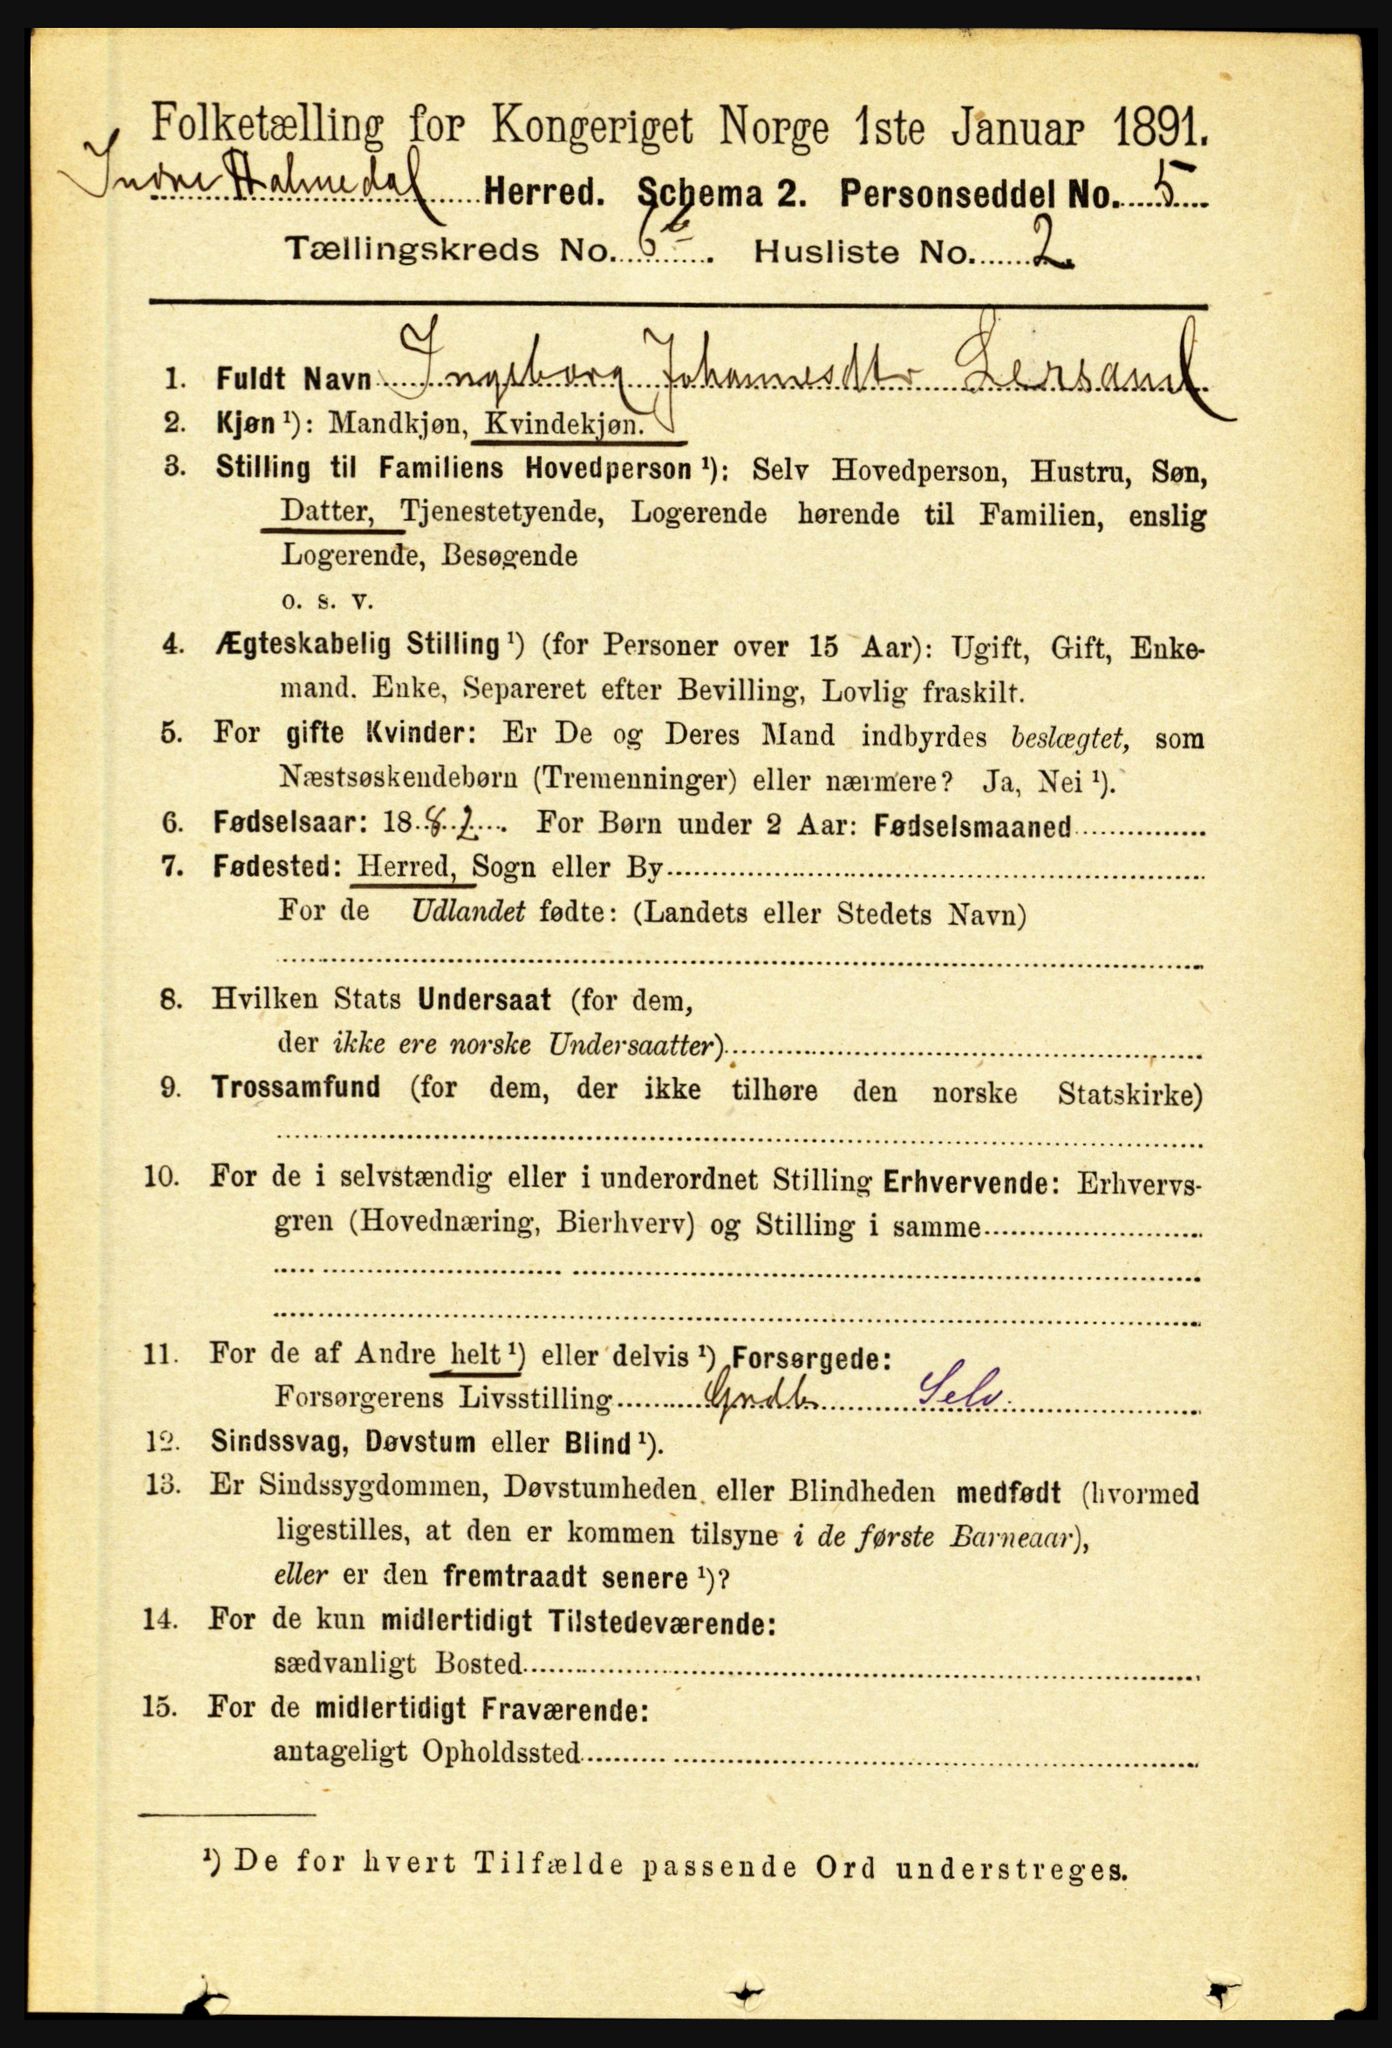 Folketælling for Kongeriget Norge 1ste Januar 1891.
Indre Holmedal Herred. Schema 2. Personseddel No. 5
Tællingskreds No. 6b. Husliste No. 2
1. Fuldt Navn Ingeborg Johannesdtr Lersand
2. Kjøn ¹): Mandkjøn, Kvindekjøn.
3. Stilling til Familiens Hovedperson ¹): Selv Hovedperson, Hustru, Søn,
Datter, Tjenestetyende, Logerende hørende til Familien, enslig
Logerende, Besøgende
o. s. v.
4. Ægteskabelig Stilling ¹) (for Personer over 15 Aar): Ugift, Gift, Enke-
mand. Enke, Separeret efter Bevilling, Lovlig fraskilt.
5. For gifte Kvinder: Er De og Deres Mand indbyrdes beslægtet, som
Næstsøskendebørn (Tremenninger) eller nærmere? Ja, Nei ¹).
6. Fødselsaar: 1882. For Børn under 2 Aar: Fødselsmaaned
7. Fødested: Herred, Sogn eller By
For de Udlandet fødte: (Landets eller Stedets Navn)
8. Hvilken Stats Undersaat (for dem,
der ikke ere norske Undersaatter)
9. Trossamfund (for dem, der ikke tilhøre den norske Statskirke)
10. For de i selvstændig eller i underordnet Stilling Erhvervende: Erhvervs-
gren (Hovednæring, Bierhverv) og Stilling i samme
11. For de af Andre helt ¹) eller delvis ¹) Forsørgede:
Forsørgerens Livsstilling Grdb Selv.
12. Sindssvag, Døvstum eller Blind ¹).
13. Er Sindssygdommen, Døvstumheden eller Blindheden medfødt (hvormed
ligestilles, at den er kommen tilsyne i de første Barneaar),
eller er den fremtraadt senere ¹)?
14. For de kun midlertidigt Tilstedeværende:
sædvanligt Bosted
15. For de midlertidigt Fraværende:
antageligt Opholdssted
¹) De for hvert Tilfælde passende Ord understreges.